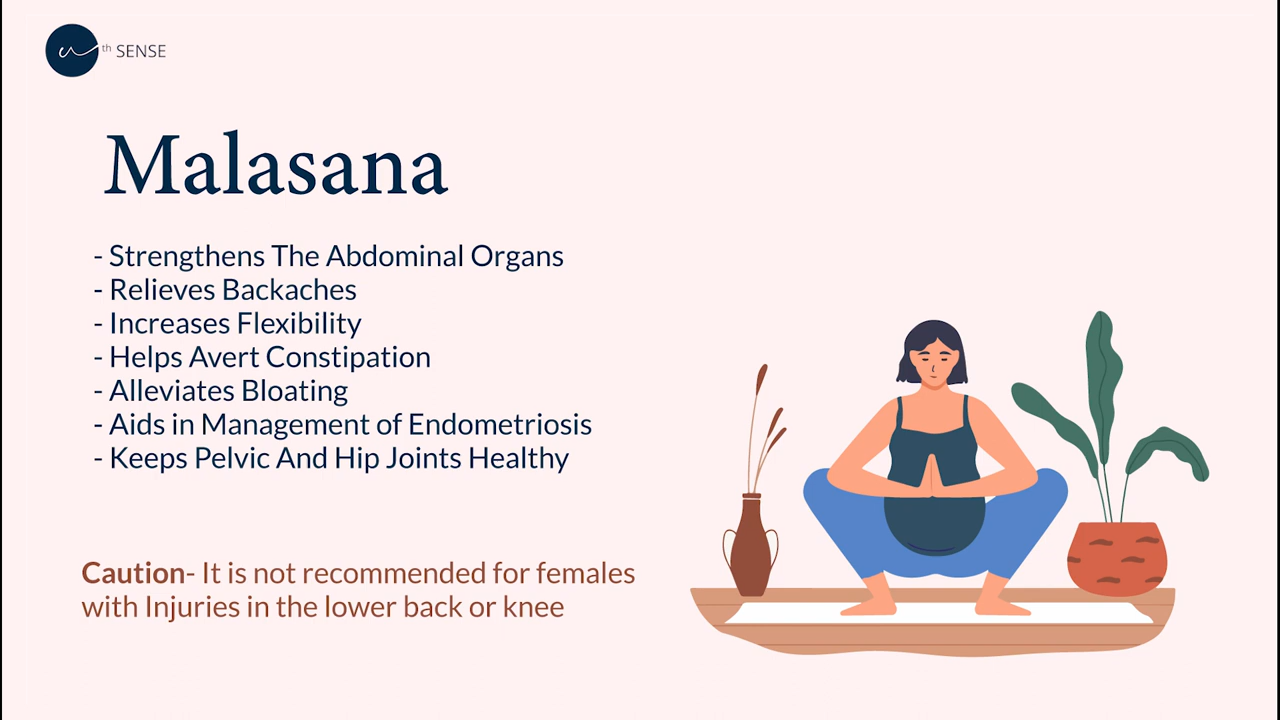 th SENSE
Malasana
- Strengthens The Abdominal Organs
- Relieves Backaches
- Increases Flexibility
- Helps Avert Constipation
- Alleviates Bloating
- Aids in Management of Endometriosis
- Keeps Pelvic And Hip Joints Healthy
Caution- It is not recommended for females
with Injuries in the lower back or knee